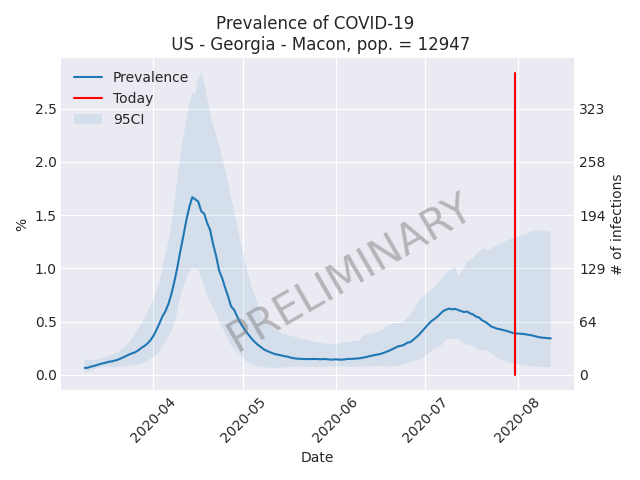 Prevalence of COVID-19
US - Georgia - Macon, pop. = 12947
Prevalence
Today
95CI
2.5
2.0
1.5
1.0
0.5
0.0
%
323
258
194
129
64
0
# of infections
PRELIMINARY
2020-04
2020-05
2020-06
2020-07
2020-08
Date